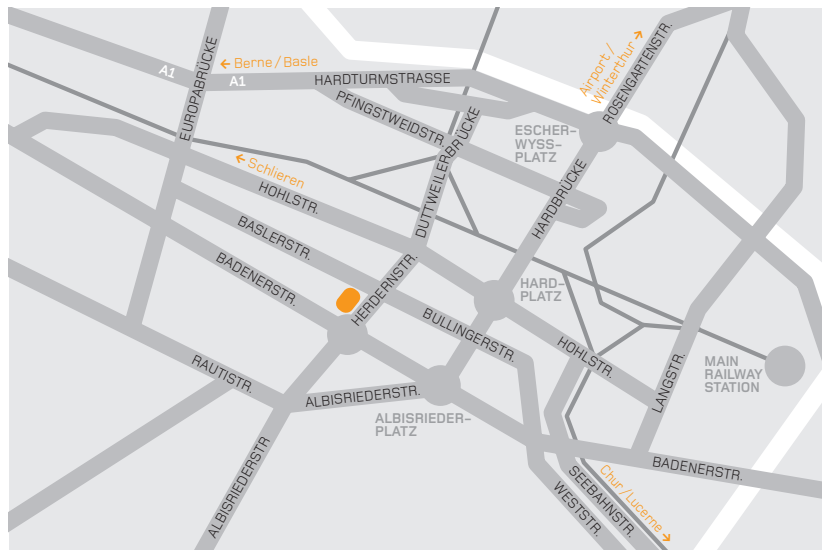 ← Berne / Basle
A1
A1
HARDTURMSTRASSE
EUROPABRÜCKE
PFINGSTWEIDSTR.
Airport /
Winterthur →
ROSENGARTENSTR.
ESCHER–
WYSS–
PLATZ
← Schlieren
HOHLSTR.
DUTTWEILERBRÜCKE
HARDBRÜCKE
BASLERSTR.
BADENERSTR.
HERDERNSTR.
HARD–
PLATZ
BULLINGERSTR.
HOHLSTR.
RAUTISTR.
ALBISRIEDERSTR.
ALBISRIEDER–
PLATZ
LANGSTR.
MAIN
RAILWAY
STATION
ALBISRIEDERSTR
BADENERSTR.
Chur / Lucerne →
SEEBAHNSTR.
WESTSTR.